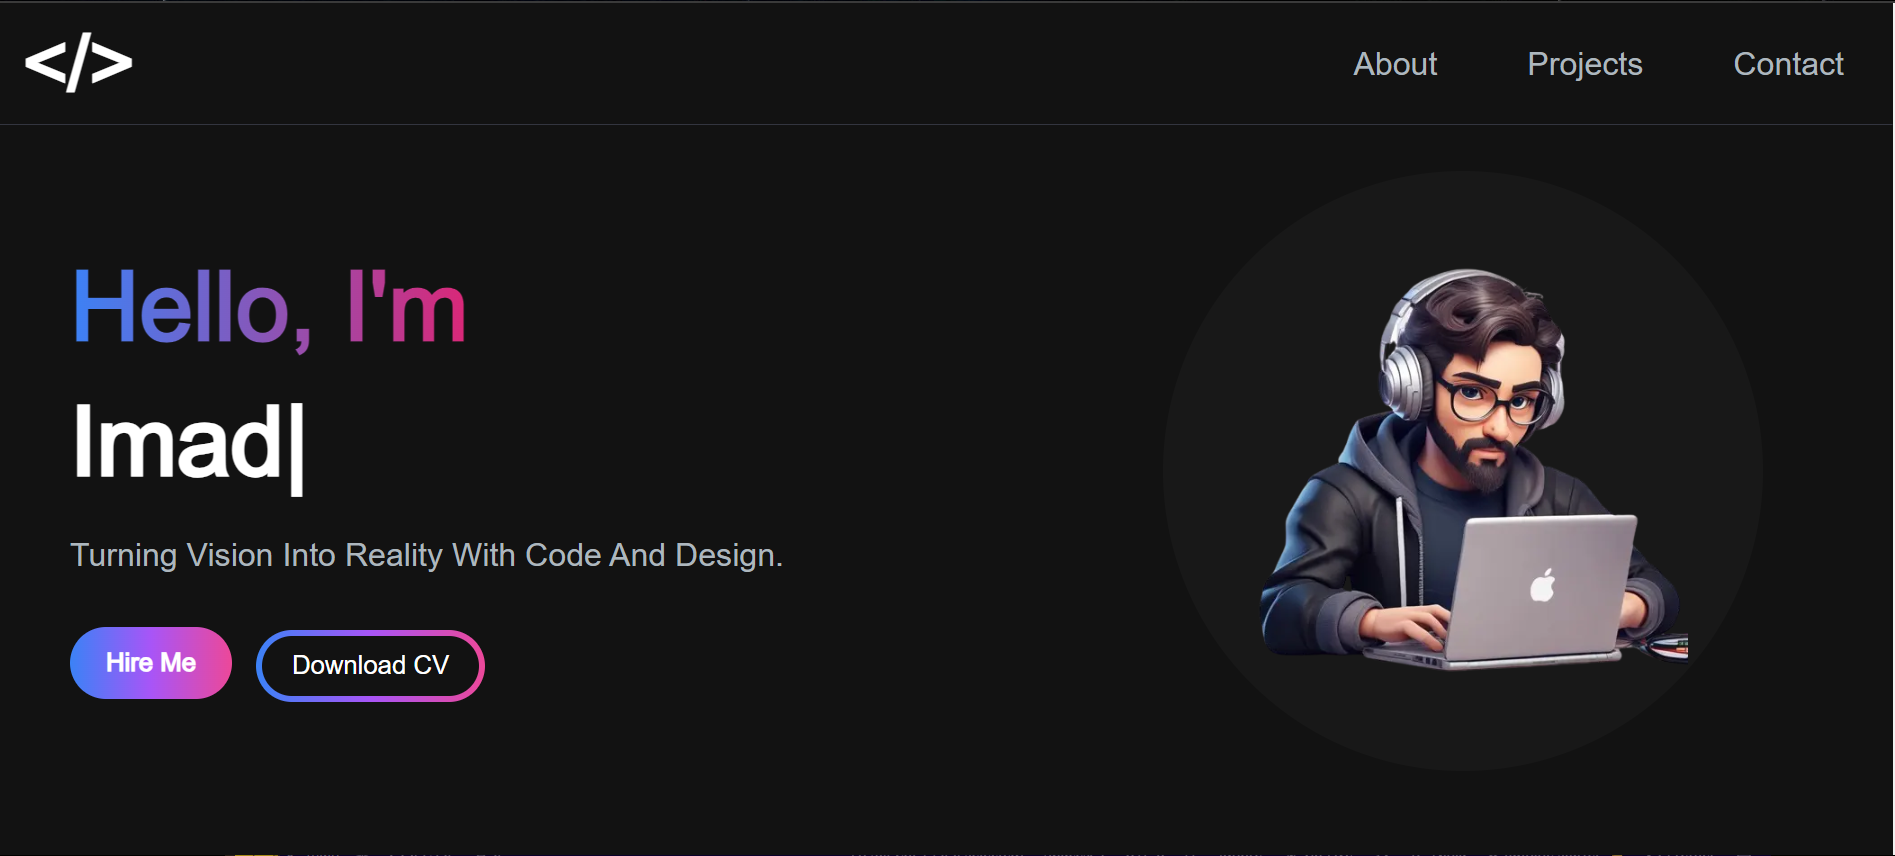 </>
About Projects Contact
Hello, I'm
Imad|
Turning Vision Into Reality With Code And Design.
Hire Me Download CV